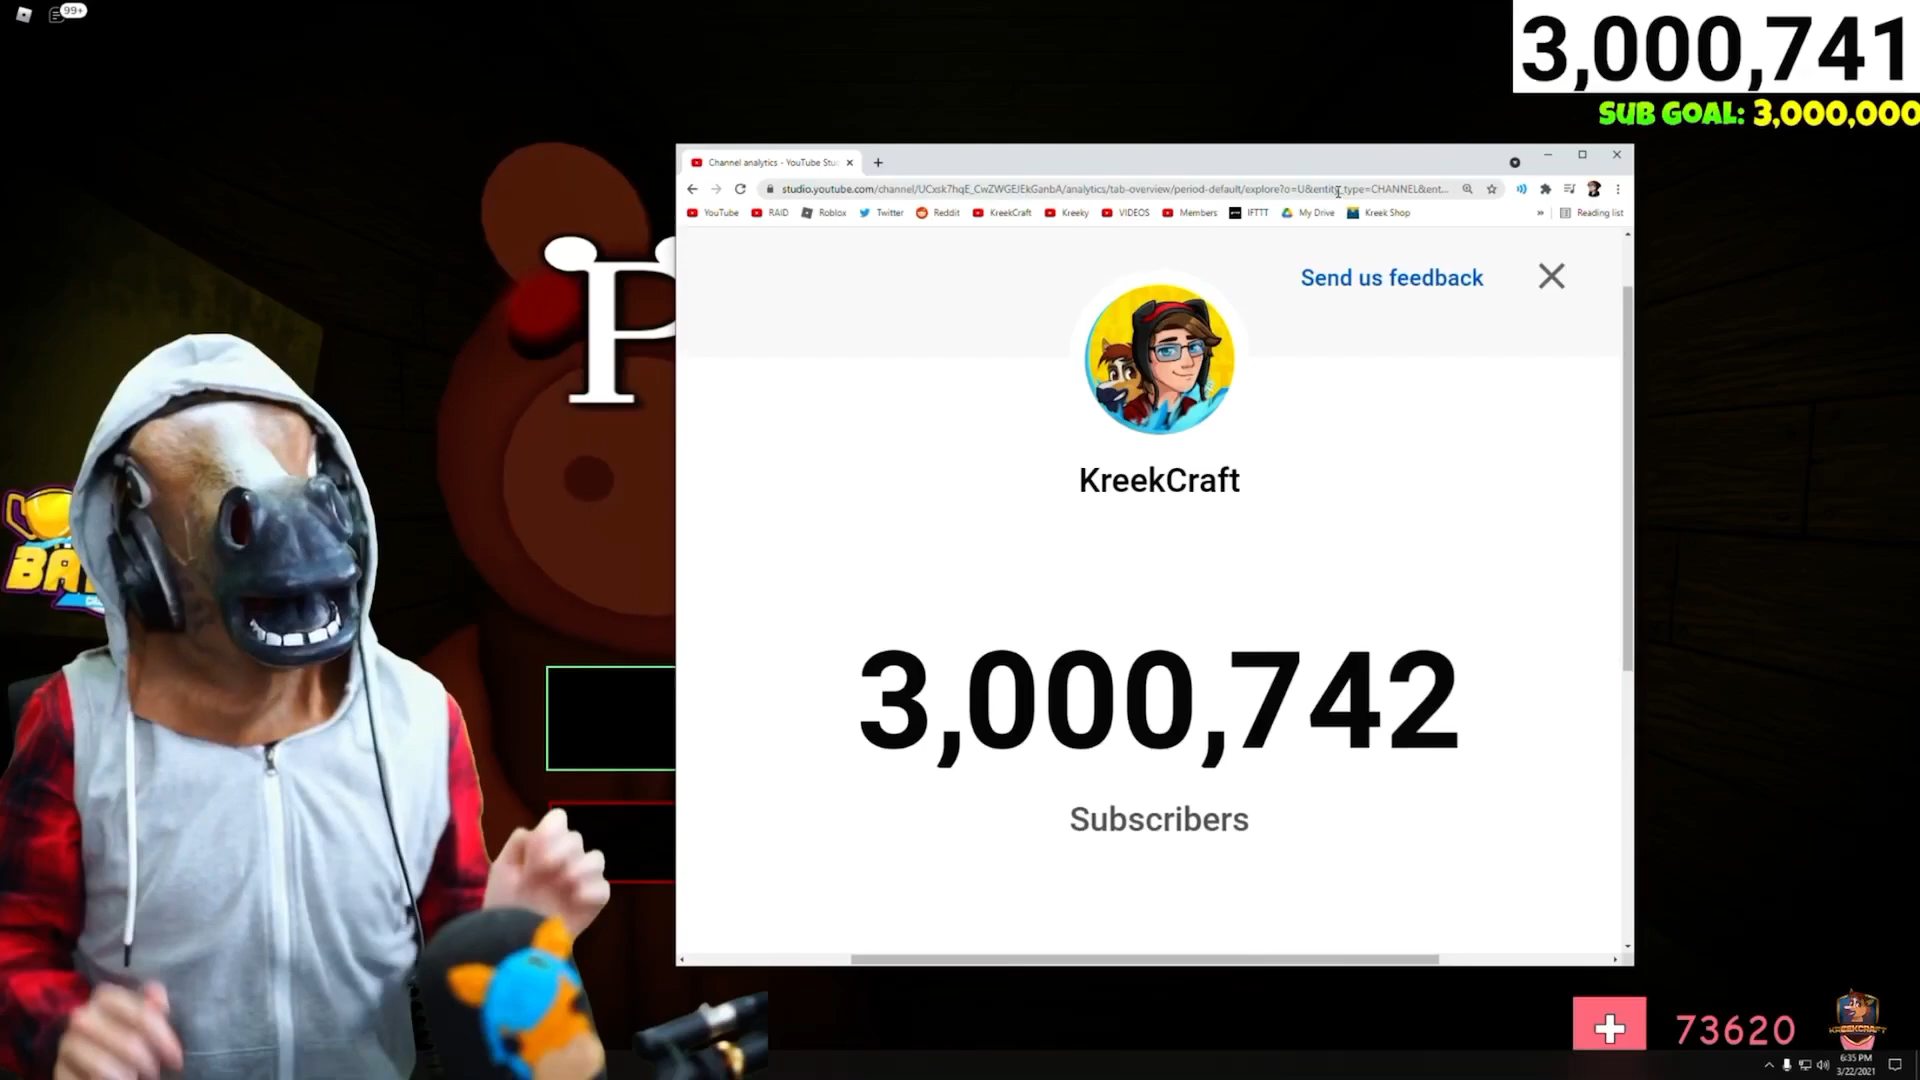 99+
3,000,741
SUB GOAL: 3,000,000
Channel analytics - YouTube Stu
studio.youtube.com/channel/UCxsk7hqE_CwZWGEJEkGanbA/analytics/tab-overview/period-default/explore?o=U&entity_type=CHANNEL&ent...
YouTube RAID Roblox Twitter Reddit KreekCraft Kreeky VIDEOS Members IFTTT My Drive Kreek Shop » Reading list
Send us feedback
P
KreekCraft
BA
3,000,742
Subscribers
73620
KREEKCRAFT
6:35 PM
3/22/2021